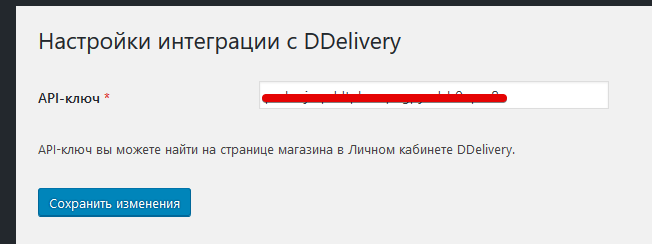 Настройки интеграции с DDelivery
API-ключ *
API-ключ вы можете найти на странице магазина в Личном кабинете DDelivery.
Сохранить изменения